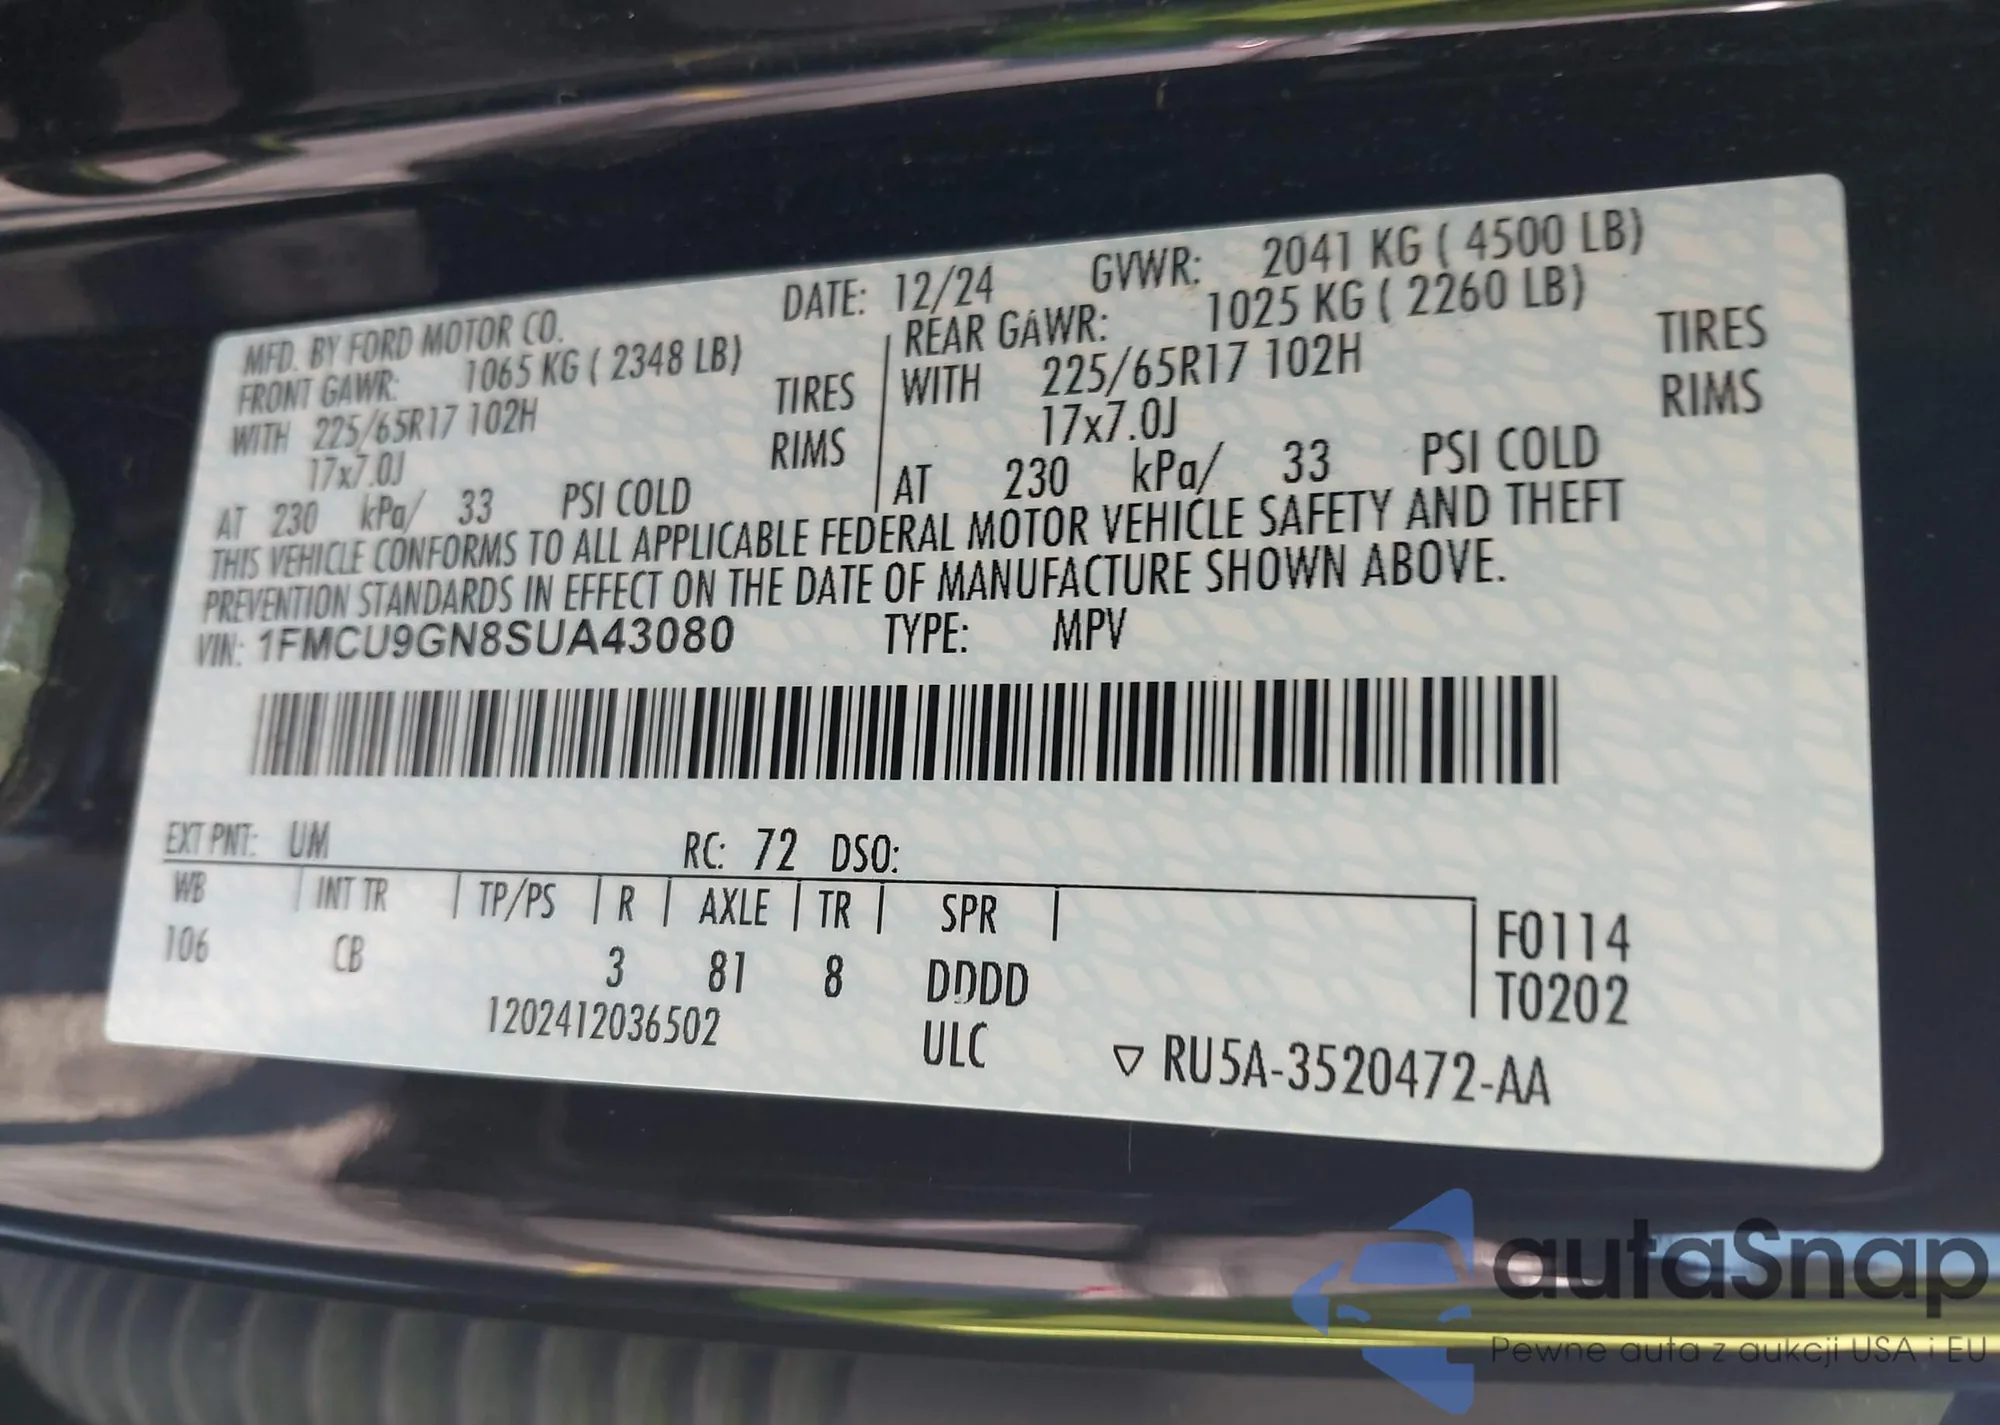 MFD. BY FORD MOTOR CO. DATE: 12/24 GVWR: 2041 KG ( 4500 LB)
FRONT GAWR: 1065 KG ( 2348 LB) REAR GAWR: 1025 KG ( 2260 LB)
WITH 225/65R17 102H TIRES WITH 225/65R17 102H TIRES
17x7.0J RIMS 17x7.0J RIMS
AT 230 kPa/ 33 PSI COLD AT 230 kPa/ 33 PSI COLD
THIS VEHICLE CONFORMS TO ALL APPLICABLE FEDERAL MOTOR VEHICLE SAFETY AND THEFT
PREVENTION STANDARDS IN EFFECT ON THE DATE OF MANUFACTURE SHOWN ABOVE.
VIN: 1FMCU9GN8SUA43080 TYPE: MPV
EXT PNT: UM RC: 72 DSO:
WB INT TR TP/PS R AXLE TR SPR F0114
106 CB 3 81 8 DDDD T0202
1202412036502 ULC ▽ RU5A-3520472-AA
autaSnap
Pewne auta z aukcji USA i EU